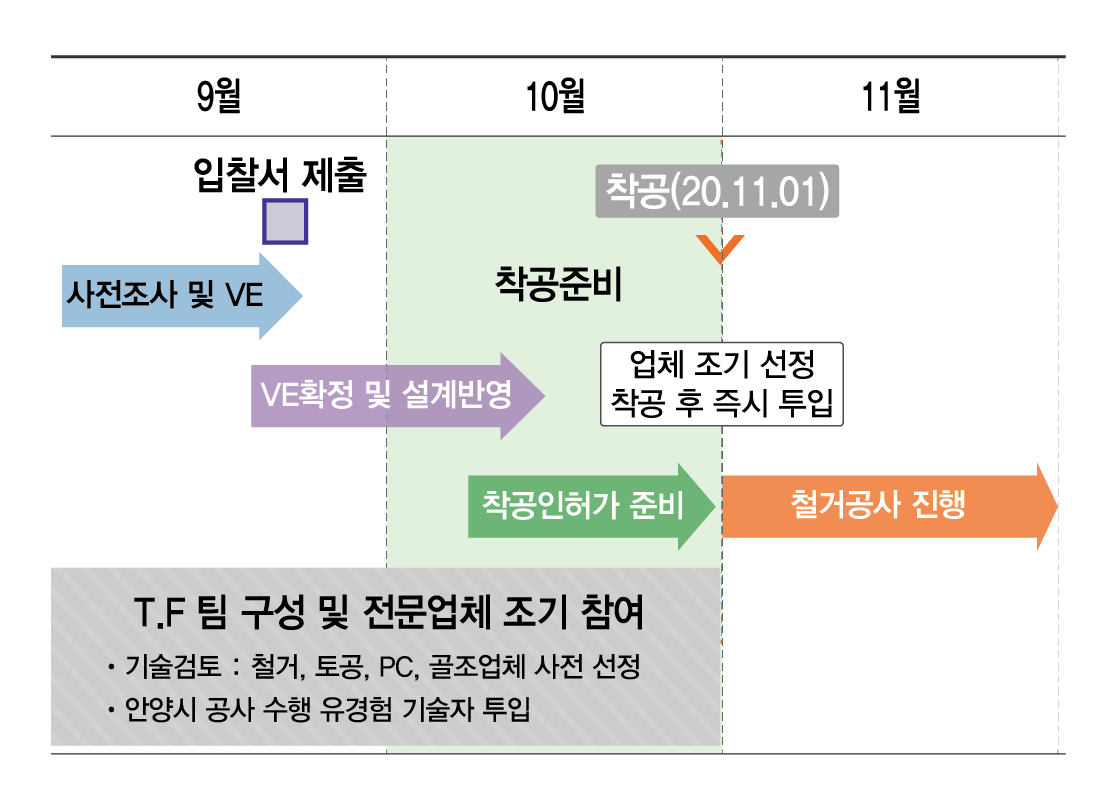 9월
10월
11월
입찰서 제출
착공(20.11.01)
사전조사 및 VE
착공준비
업체 조기 선정
착공 후 즉시 투입
VE확정 및 설계반영
착공인허가 준비
철거공사 진행
T.F 팀 구성 및 전문업체 조기 참여
· 기술검토 : 철거, 토공, PC, 골조업체 사전 선정
· 안양시 공사 수행 유경험 기술자 투입